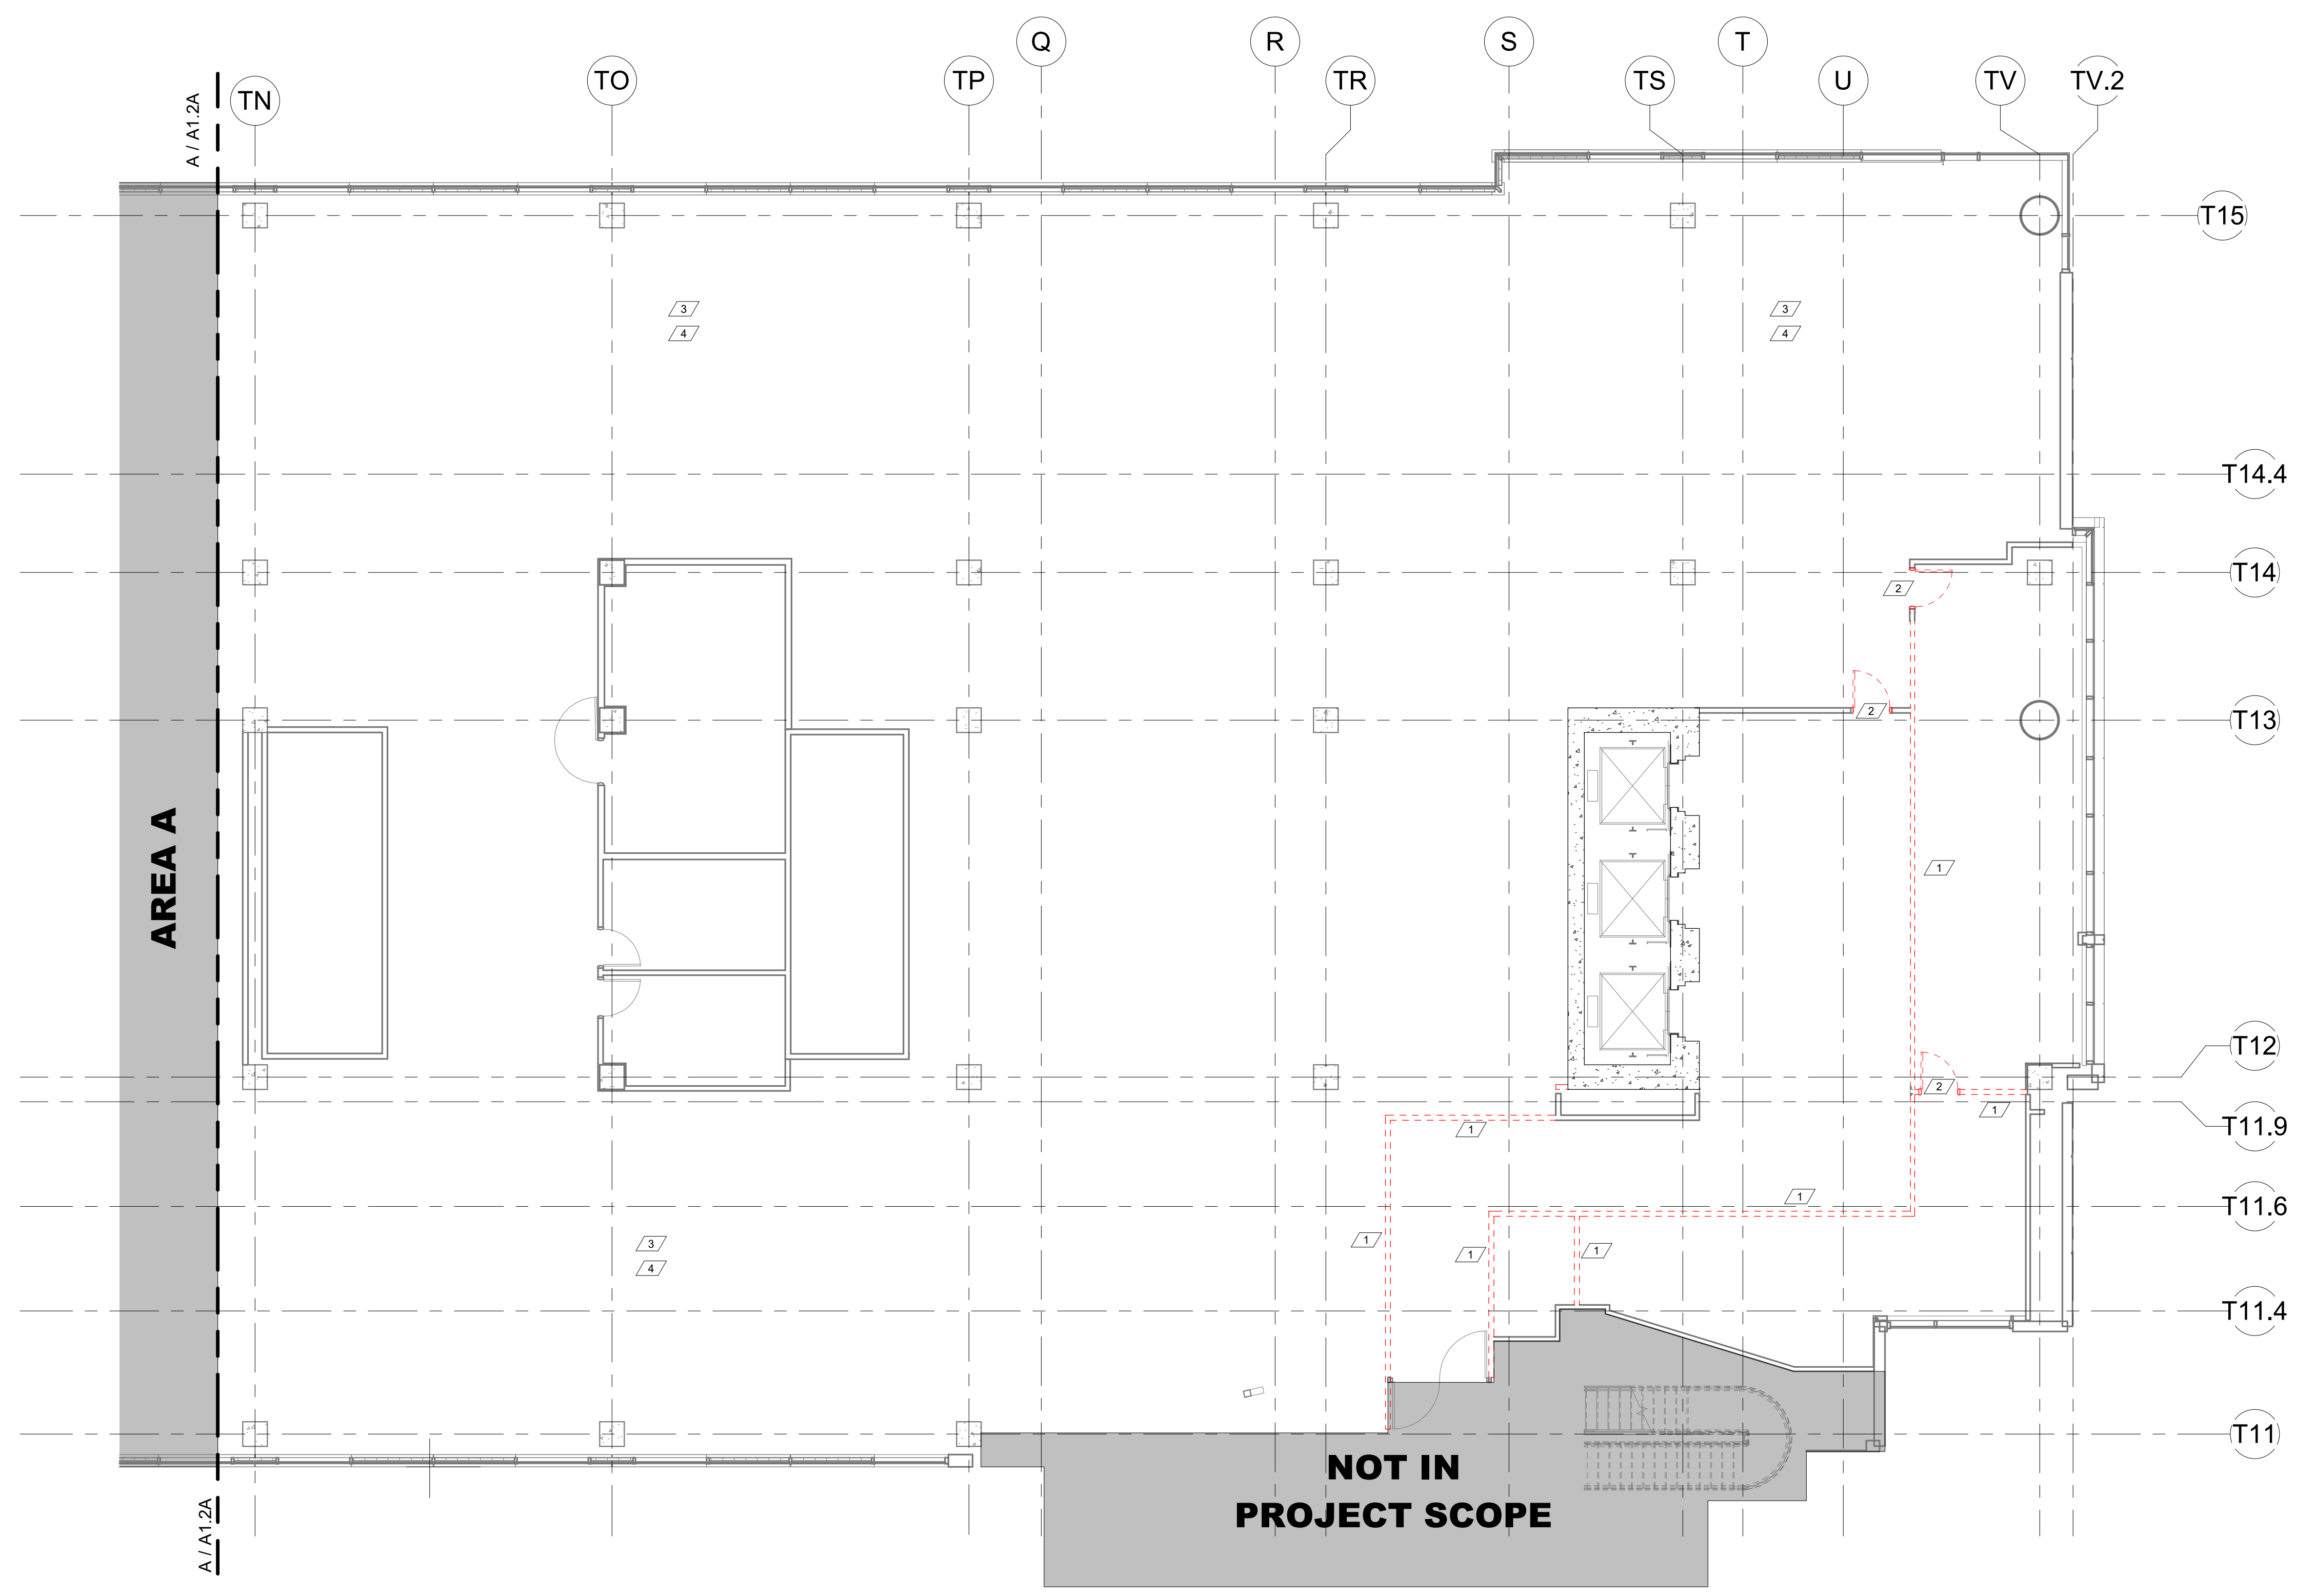 Q
R
S
T
TN
TO
TP
TR
TS
U
TV
TV.2
A / A1.2A
T15
3
3
4
4
T14.4
T14
2
2
T13
AREA A
1
T12
2
1
T11.9
1
1
T11.6
3
1
1
1
4
T11.4
T11
NOT IN
PROJECT SCOPE
A / A1.2A